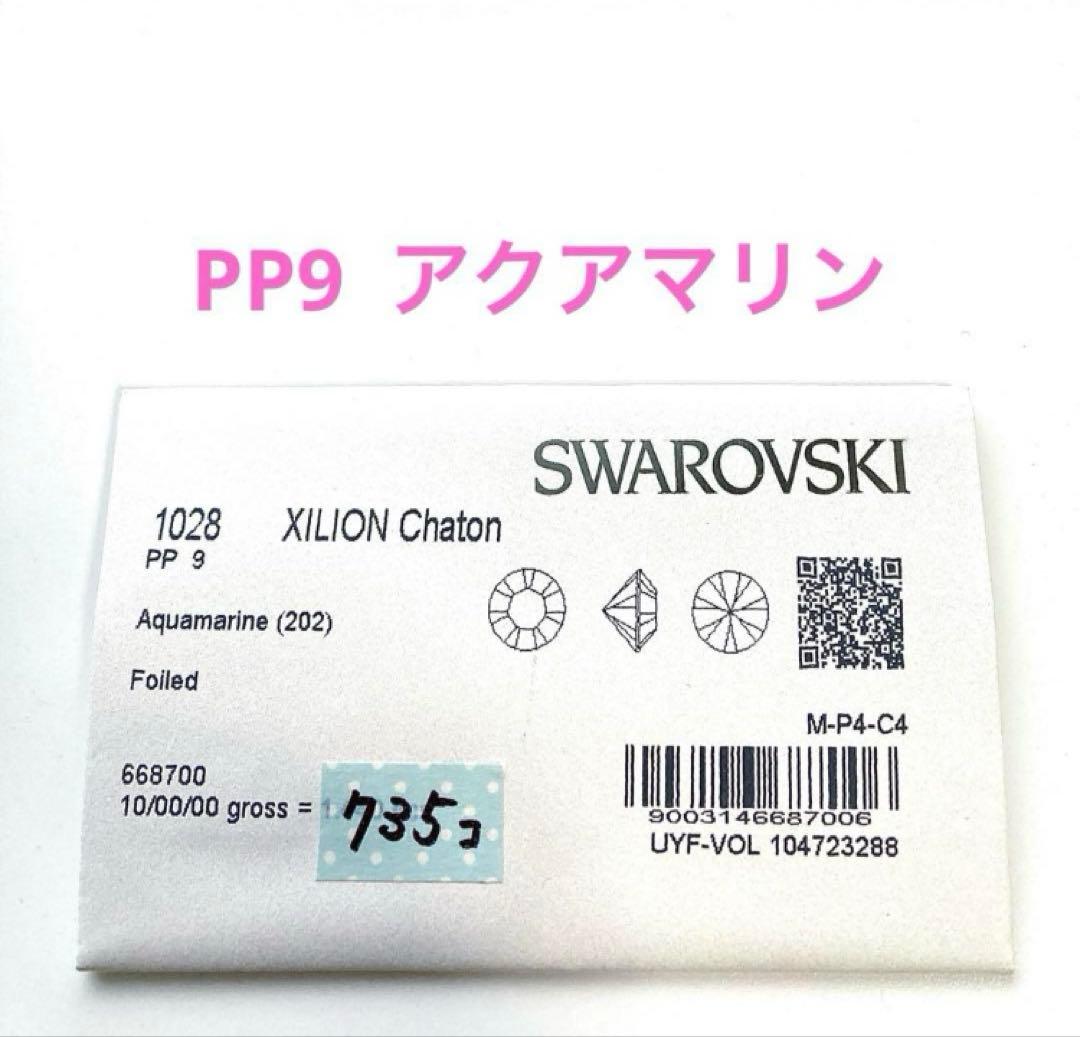 PP9 アクアマリン
SWAROVSKI
1028 XILION Chaton
PP 9
Aquamarine (202)
Foiled
M-P4-C4
668700
10/00/00 gross =
735コ
9003146687006
UYF-VOL 104723288